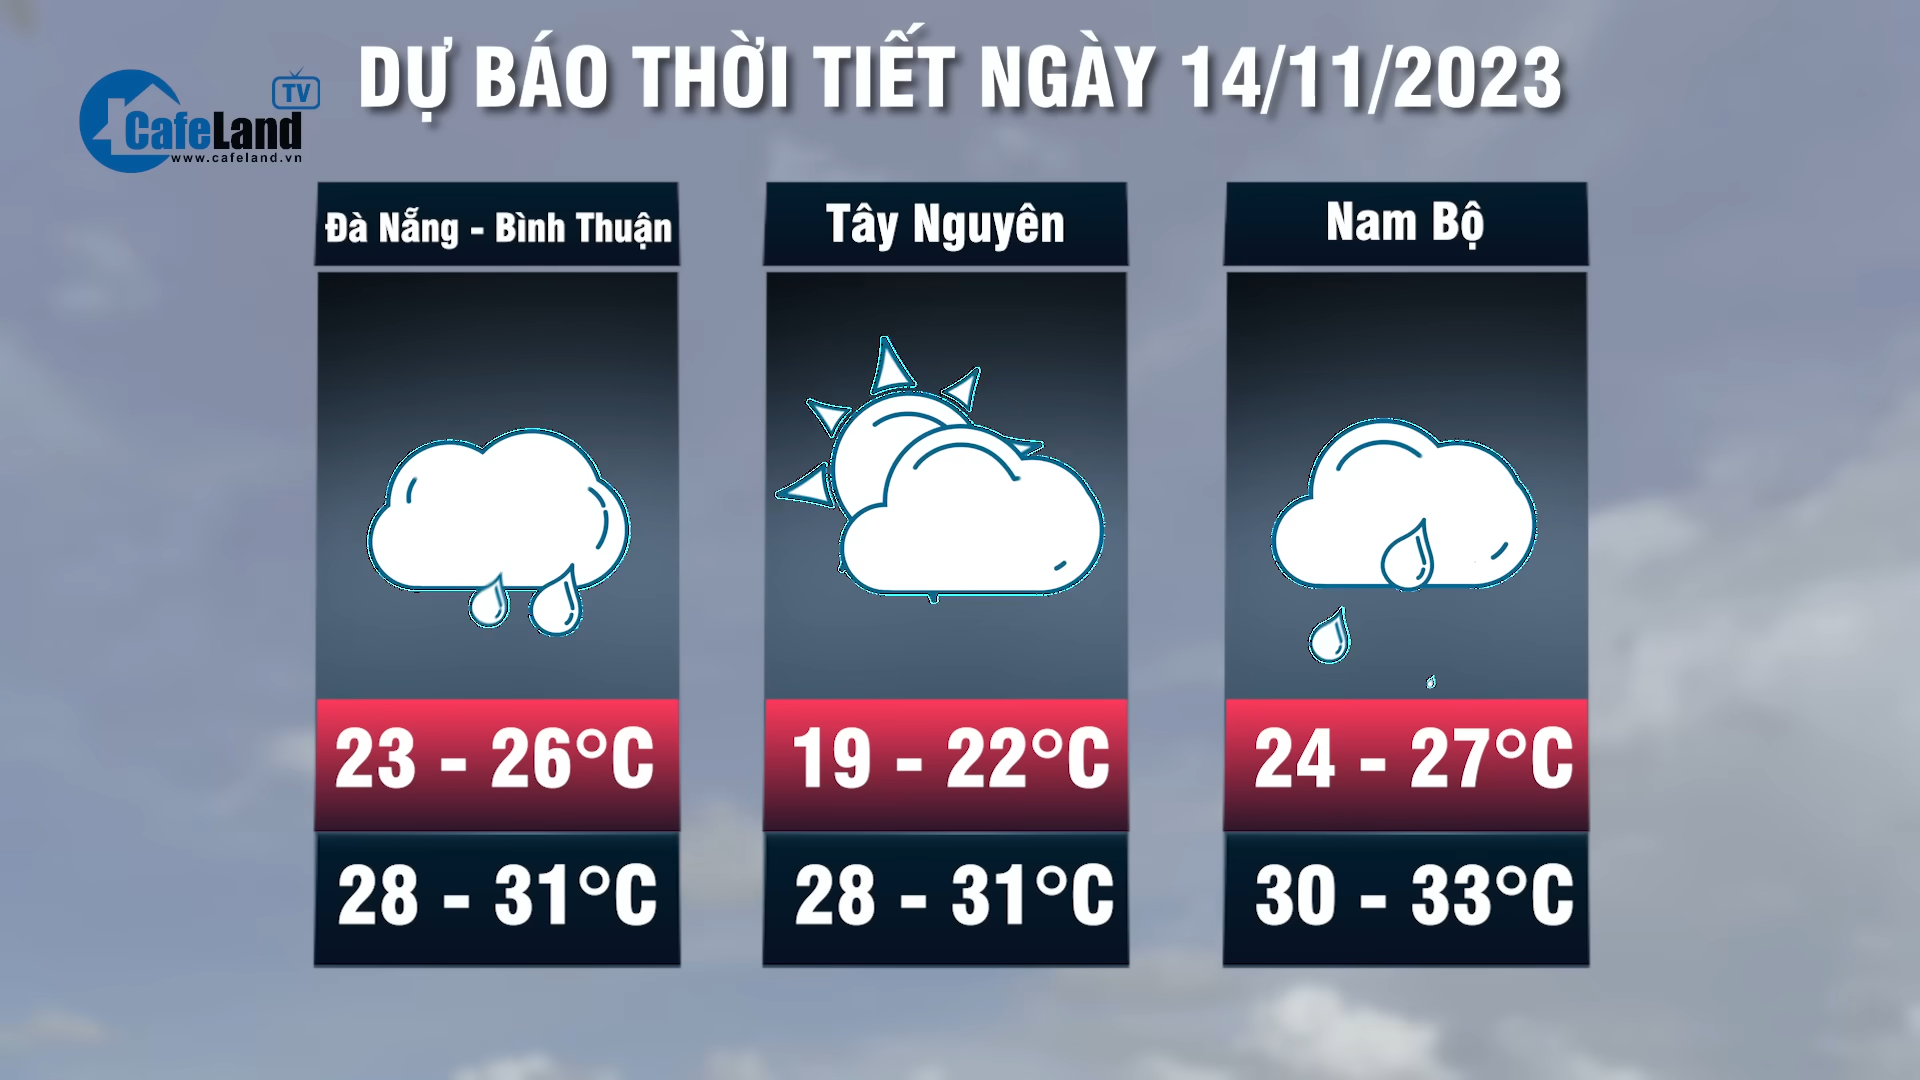 DỰ BÁO THỜI TIẾT NGÀY 14/11/2023
TV
CafeLand
www.cafeland.vn
Đà Nẵng - Bình Thuận
Tây Nguyên
Nam Bộ
23 - 26°C
19 - 22°C
24 - 27°C
28 - 31°C
28 - 31°C
30 - 33°C